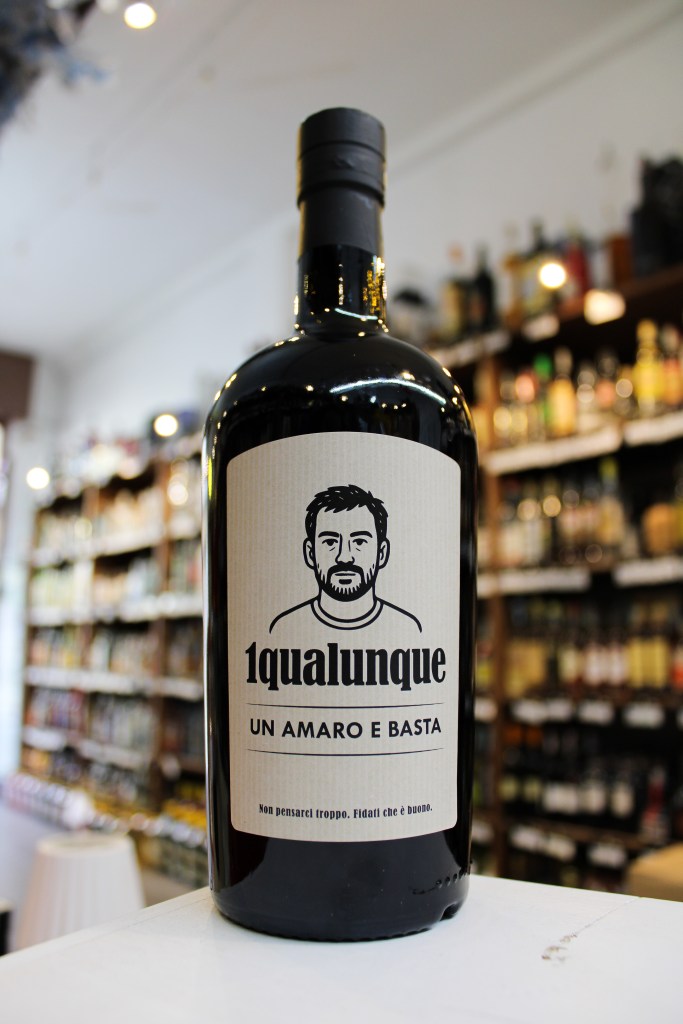 1qualunque
UN AMARO E BASTA
Non pensarci troppo. Fidati che è buono.